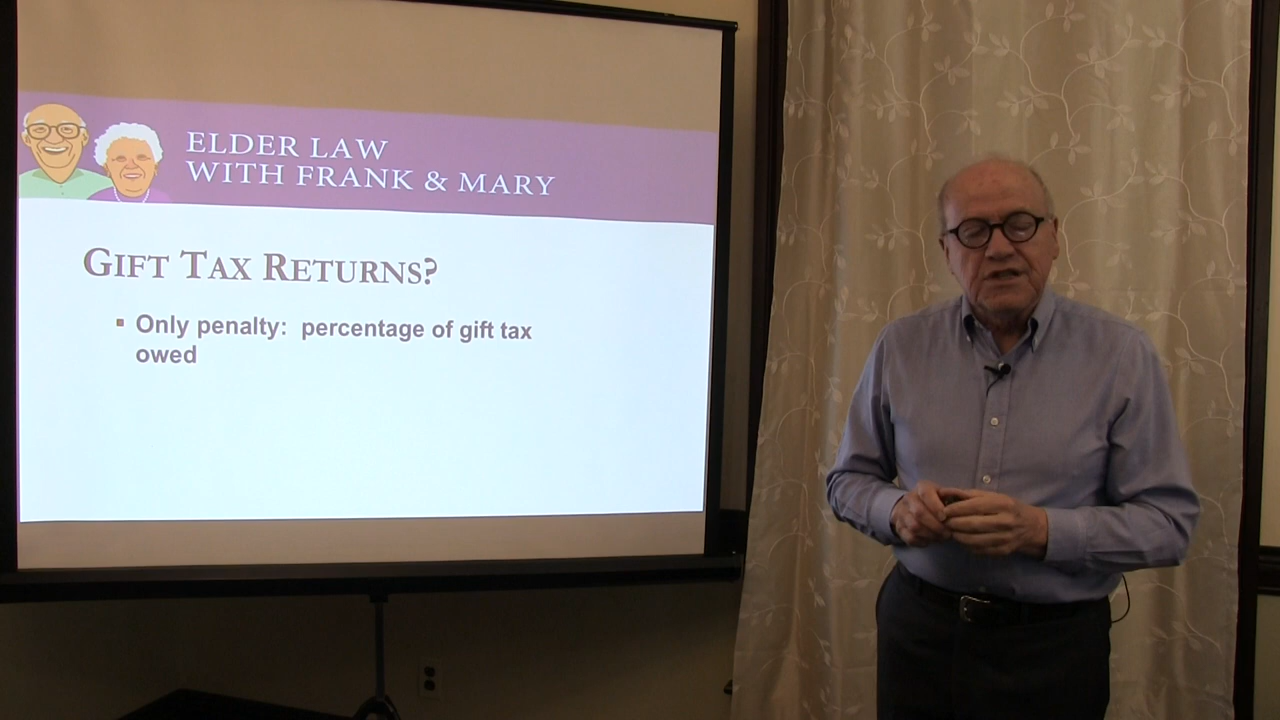 ELDER LAW
WITH FRANK & MARY
GIFT TAX RETURNS?
Only penalty: percentage of gift tax
owed